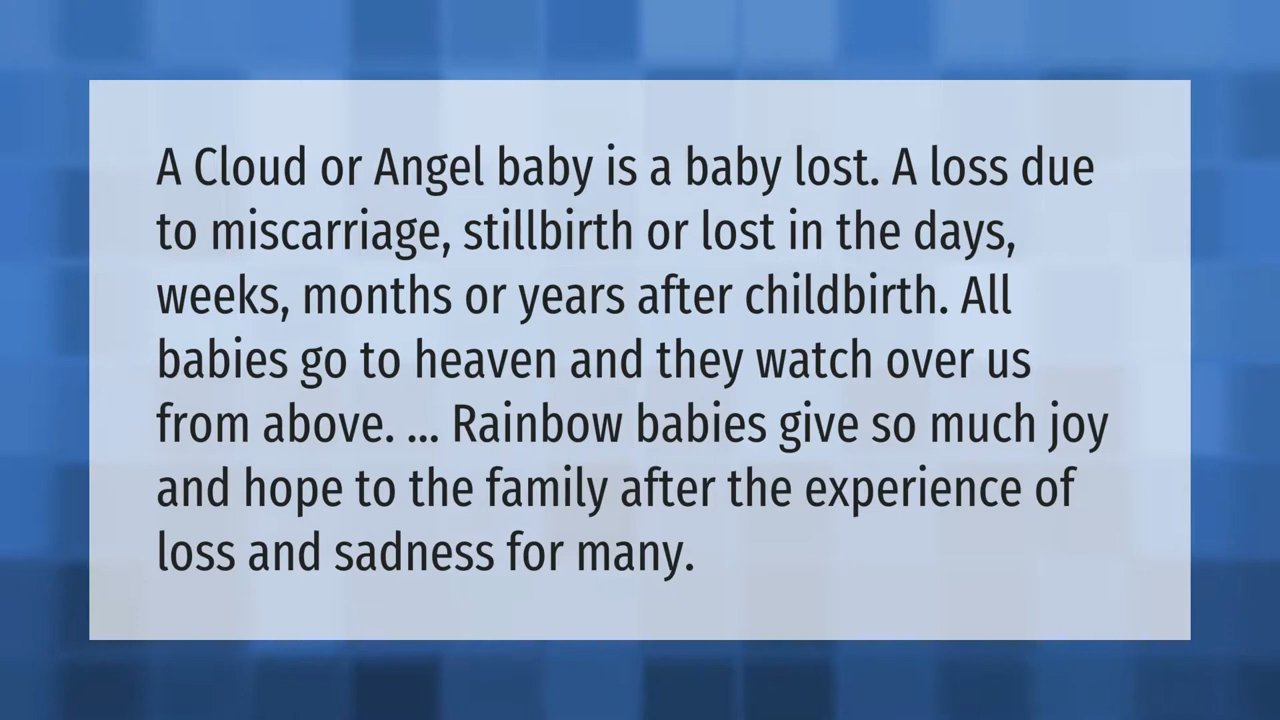 A Cloud or Angel baby is a baby lost. A loss due
to miscarriage, stillbirth or lost in the days,
weeks, months or years after childbirth. All
babies go to heaven and they watch over us
from above. ... Rainbow babies give so much joy
and hope to the family after the experience of
loss and sadness for many.